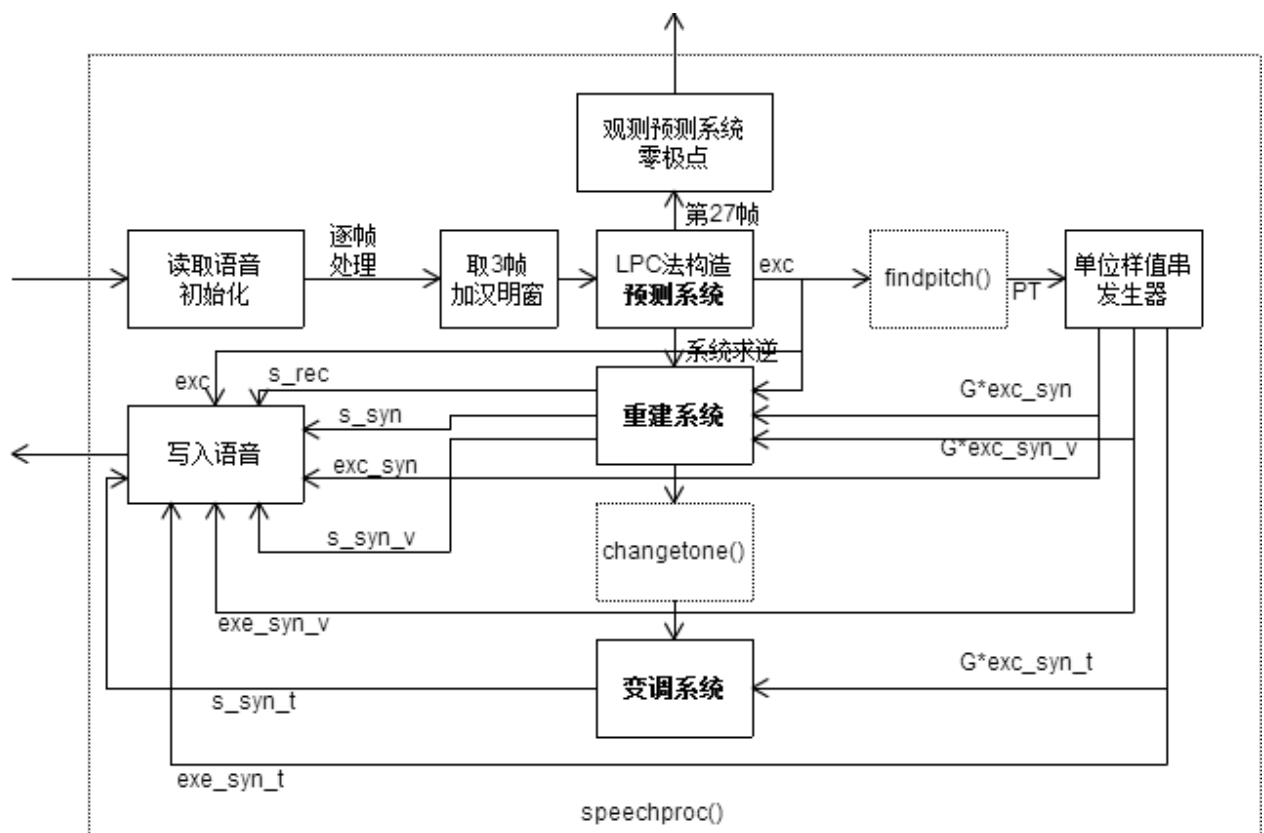 观测预测系统
零极点
第27帧
逐帧
处理
读取语音
初始化
取3帧
加汉明窗
LPC法构造
预测系统
exc
findpitch()
PT
单位样值串
发生器
系统求逆
exc
s_rec
重建系统
G*exc_syn
s_syn
写入语音
G*exc_syn_v
exc_syn
s_syn_v
changetone()
exe_syn_v
变调系统
G*exc_syn_t
s_syn_t
exe_syn_t
speechproc()